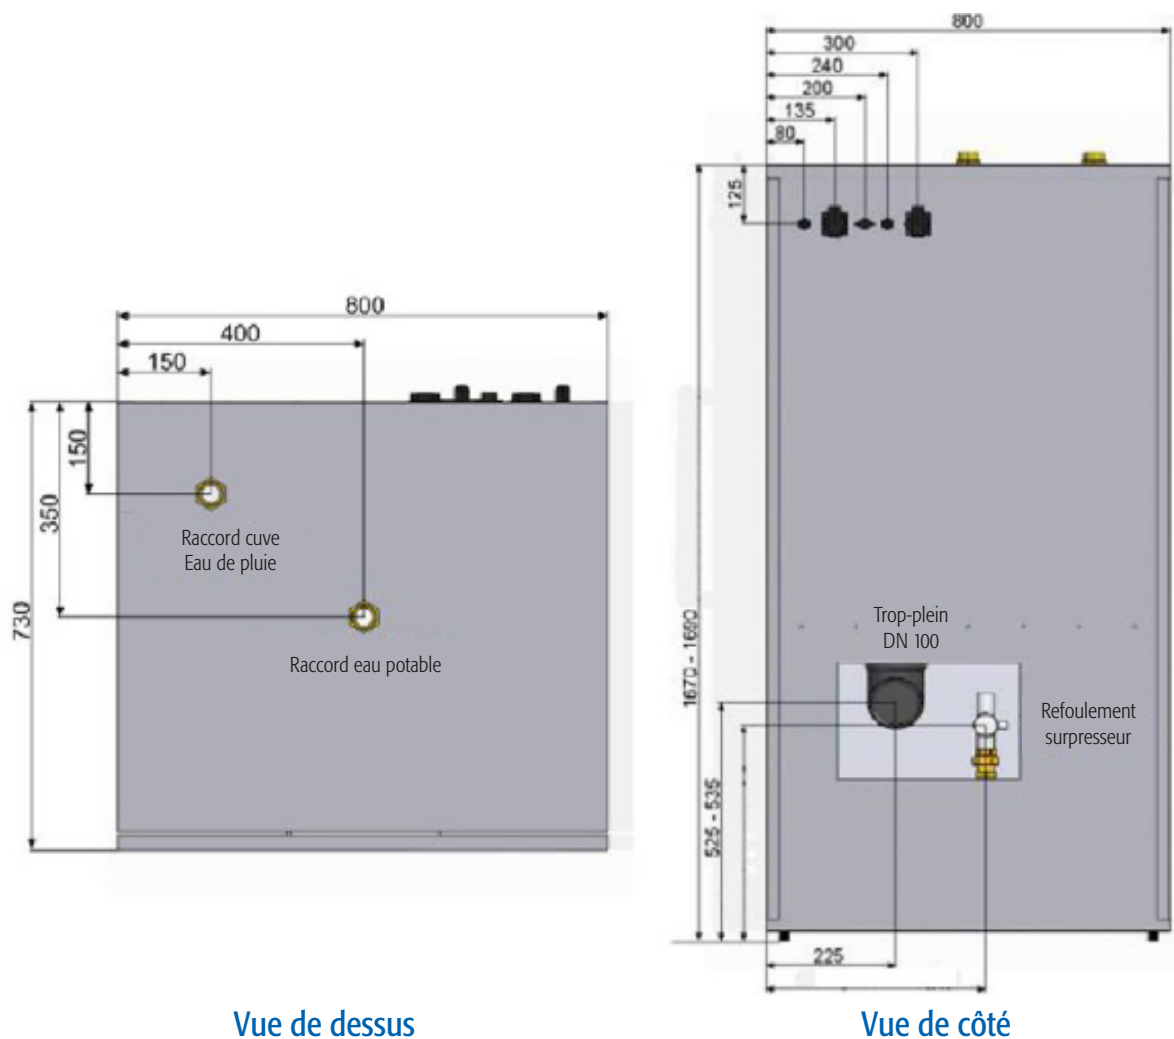 800
400
150
150
350
730
Raccord cuve
Eau de pluie
Raccord eau potable
Vue de dessus
800
300
240
200
135
80
125
1670 - 1690
Trop-plein
DN 100
Refoulement
surpresseur
525 - 535
225
Vue de côté